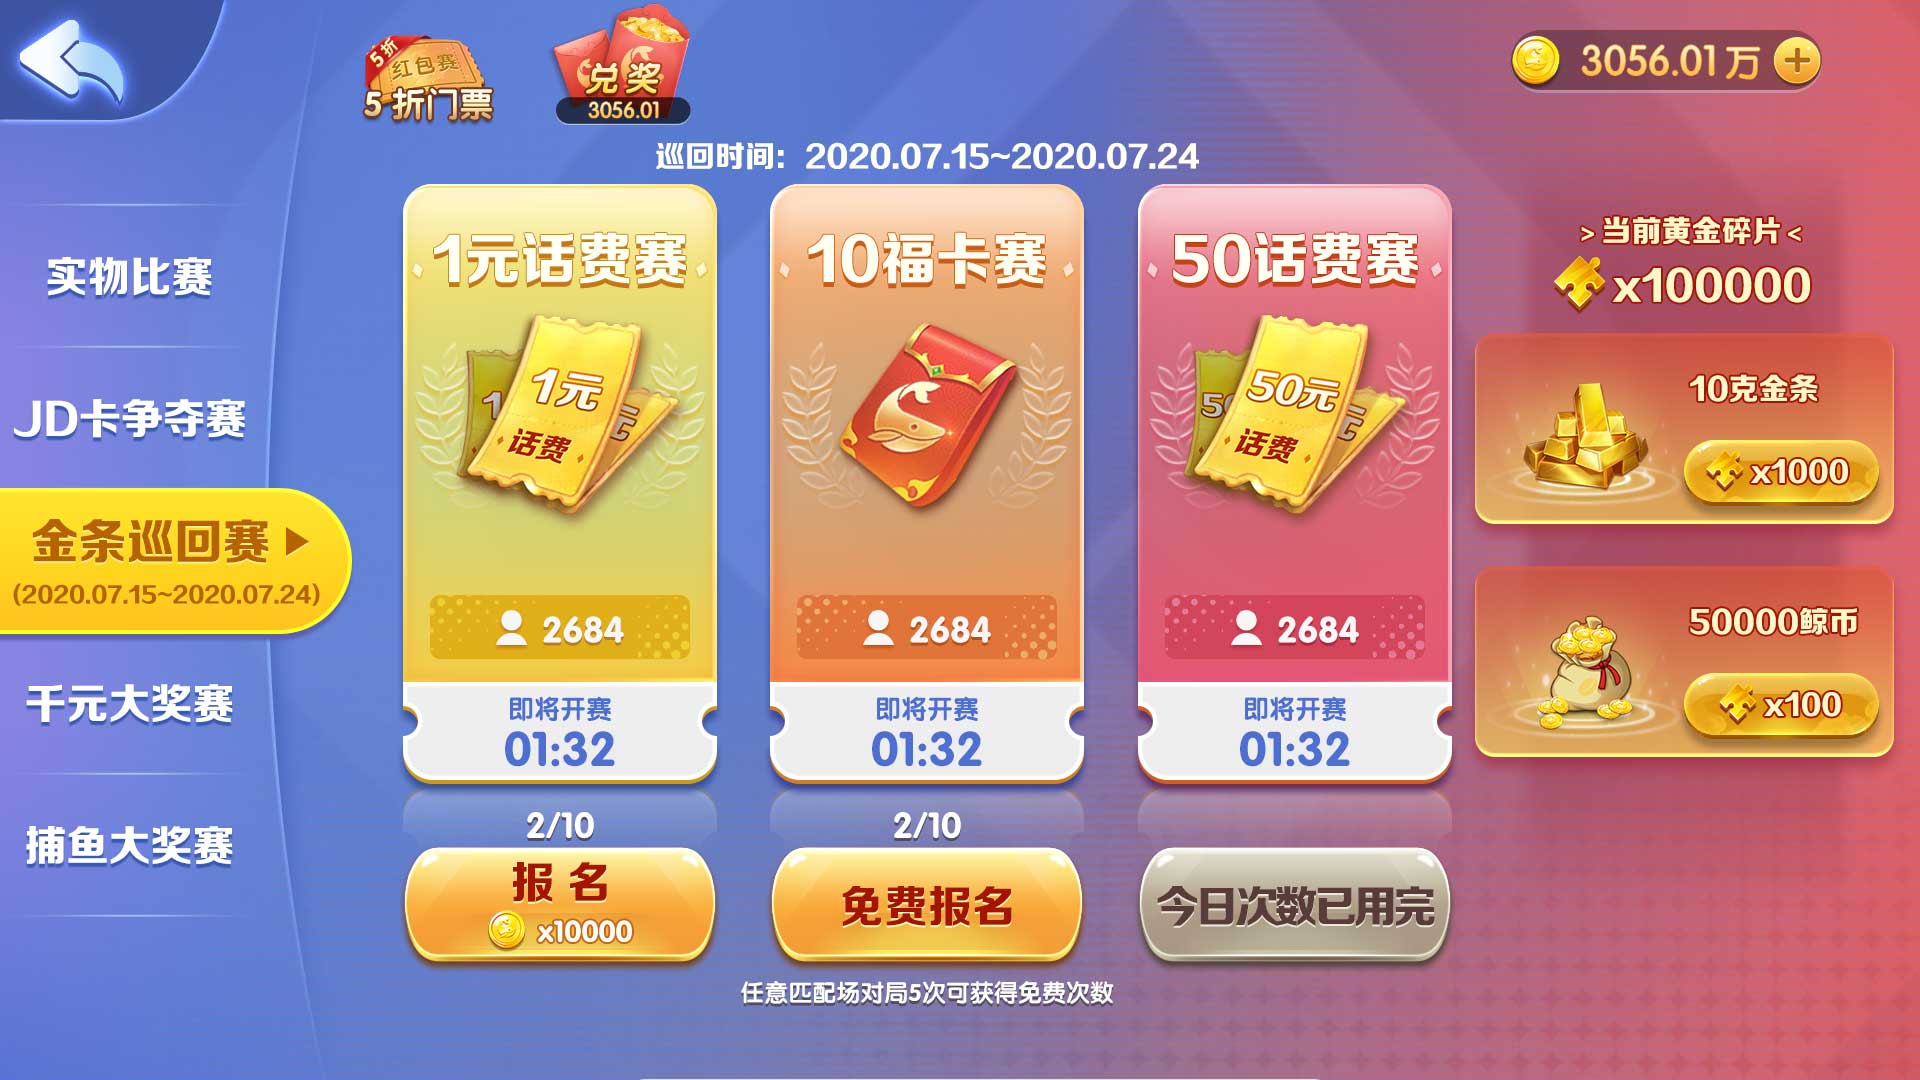 5折
红包赛
5 折门票
兑奖
3056.01
3056.01万
巡回时间：2020.07.15~2020.07.24
实物比赛
JD卡争夺赛
金条巡回赛
(2020.07.15~2020.07.24)
千元大奖赛
捕鱼大奖赛
1元话费赛
1元
话费
2684
即将开赛
01:32
2/10
报 名
x10000
10福卡赛
2684
即将开赛
01:32
2/10
免费报名
50话费赛
50元
话费
2684
即将开赛
01:32
今日次数已用完
任意匹配场对局5次可获得免费次数
>当前黄金碎片<
x100000
10克金条
x1000
50000鲸币
x100